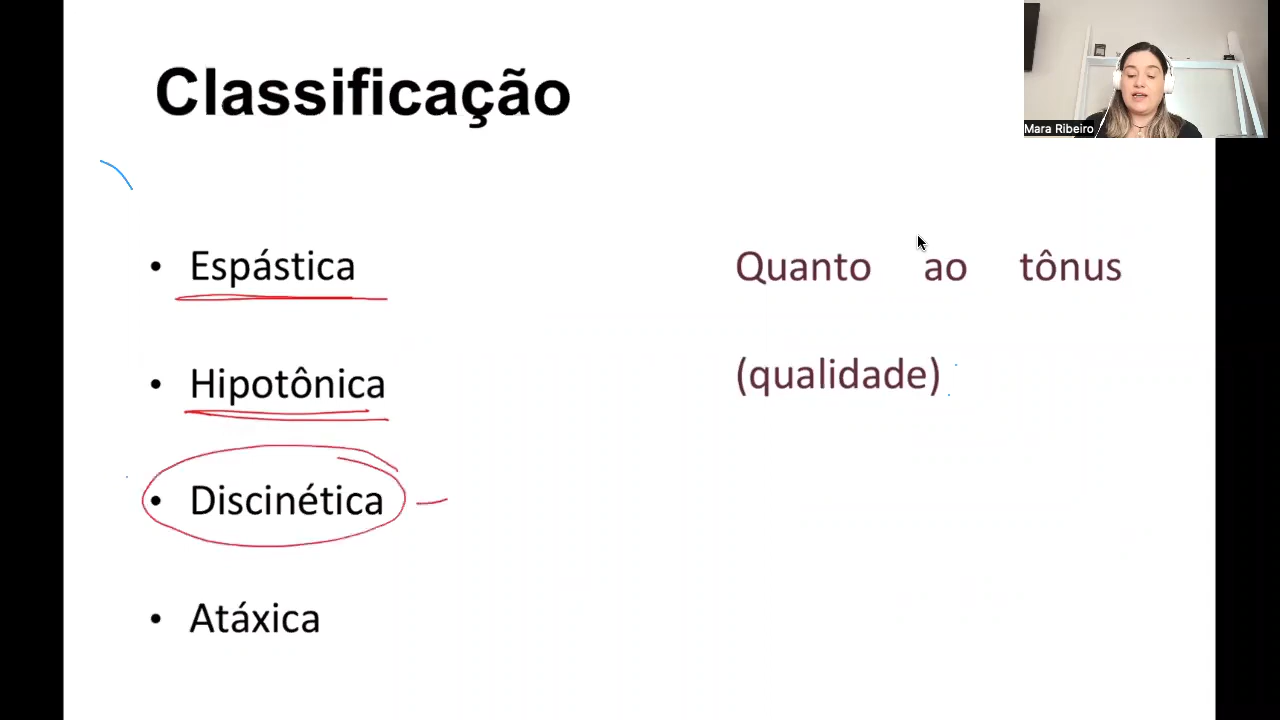 Classificação
Mara Ribeiro
• Espástica
Quanto ao tônus
• Hipotônica
(qualidade)
• Discinética
• Atáxica